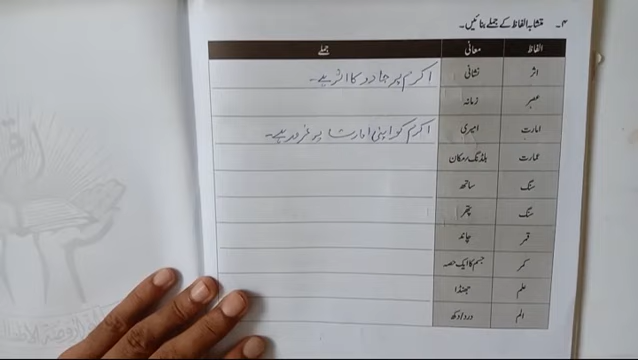 ۴۔ متشابہ الفاظ کے جملے بنائیں۔
الفاظ معانی جملے
اثر نشانی اکرم پر جادو کا اثر ہے۔
عصر زمانہ
امارت امیری اکرم کو اپنی امارت پر غرور ہے۔
عمارت بلڈنگ/مکان
سنگ ساتھ
سنگ پتھر
قمر چاند
کمر جسم کا ایک حصہ
علم جھنڈا
الم درد/دکھ